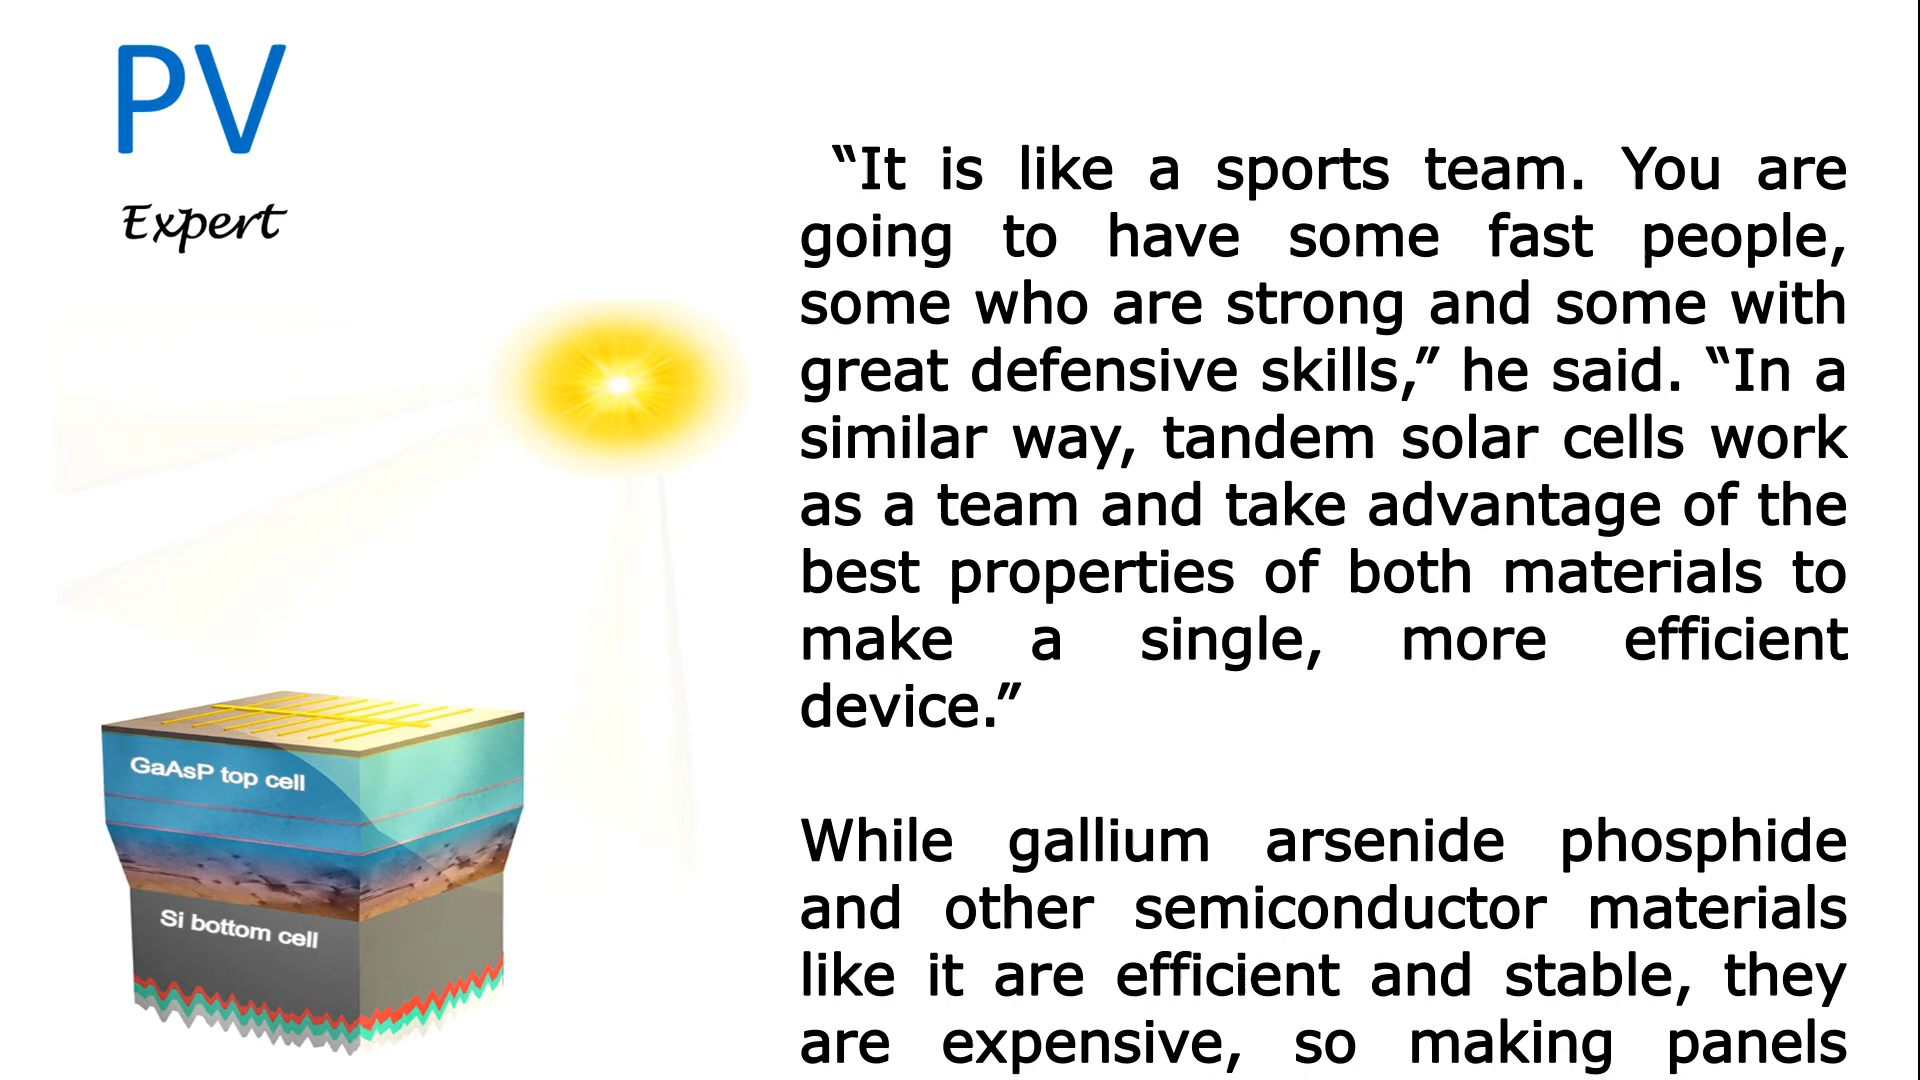 PV
Expert
“It is like a sports team. You are
going to have some fast people,
some who are strong and some with
great defensive skills,” he said. “In a
similar way, tandem solar cells work
as a team and take advantage of the
best properties of both materials to
make a single, more efficient
device.”
While gallium arsenide phosphide
and other semiconductor materials
like it are efficient and stable, they
are expensive, so making panels
GaAsP top cell
Si bottom cell